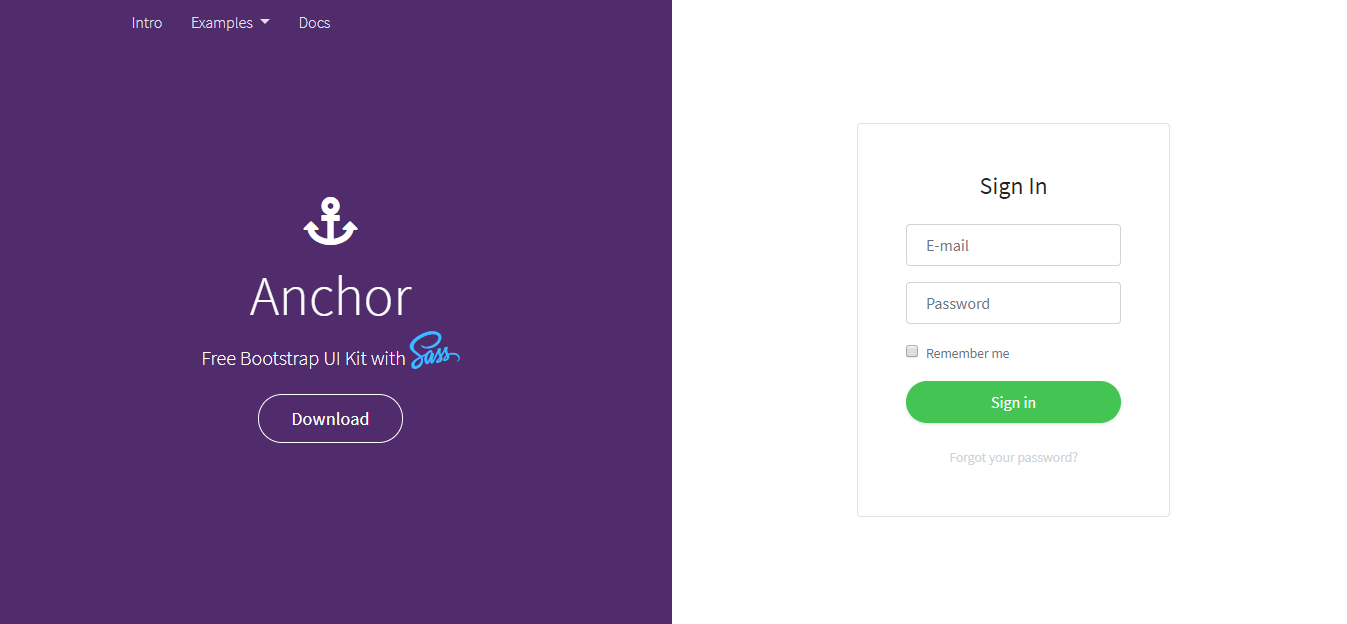 Intro Examples Docs
Anchor
Free Bootstrap UI Kit with Sass
Download
Sign In
E-mail
Password
Remember me
Sign in
Forgot your password?